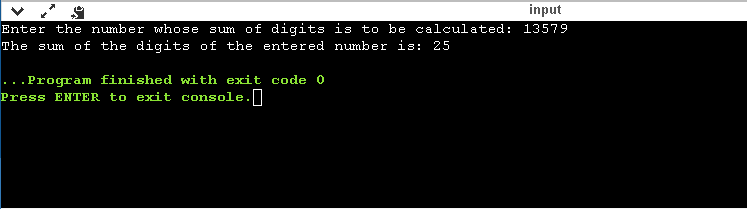 input
Enter the number whose sum of digits is to be calculated: 13579
The sum of the digits of the entered number is: 25
...Program finished with exit code 0
Press ENTER to exit console.